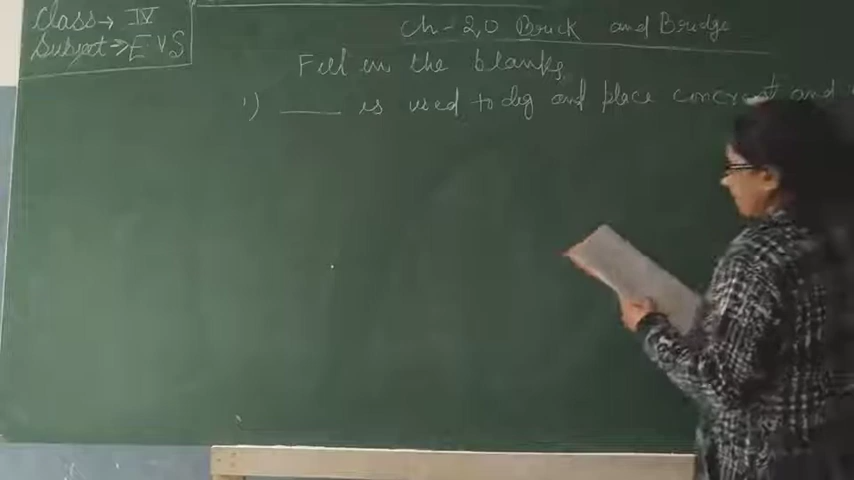 Class → IV
Subject → EVS
Ch-20 Brick and Bridge
Fill in the blanks
1) ____ is used to dig and place concreat and